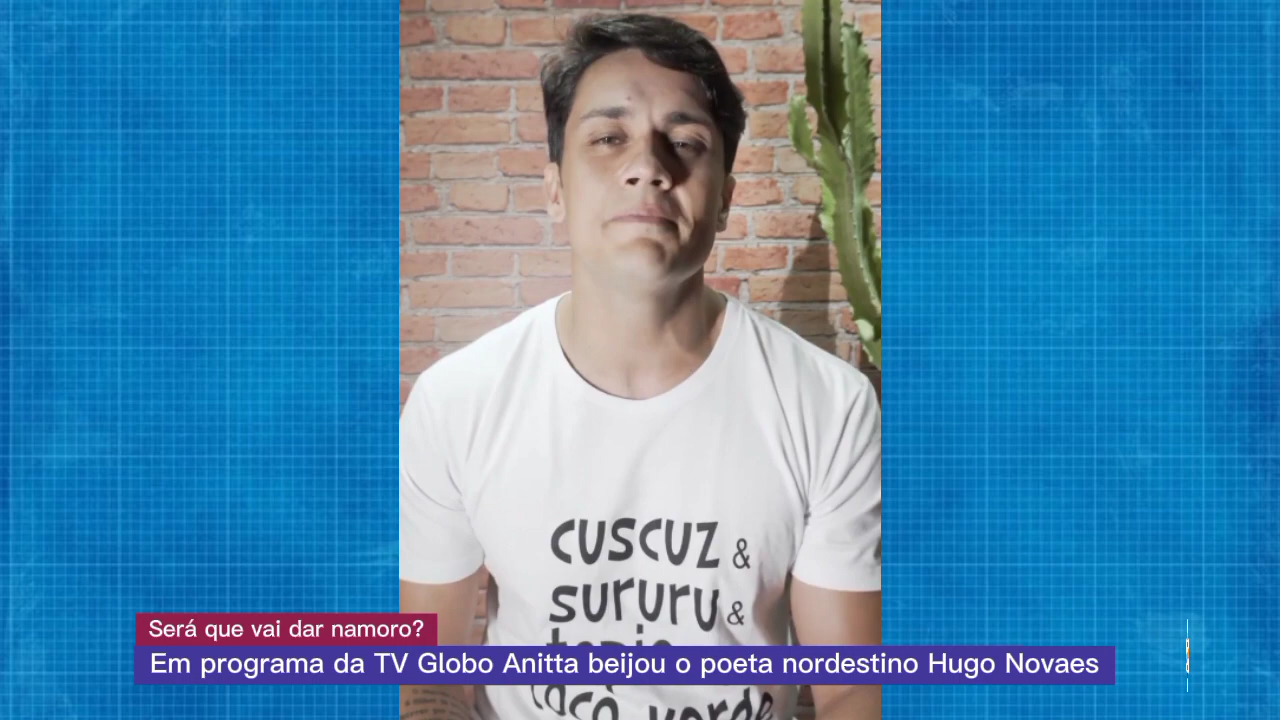 cuscuz &
sururu &
Será que vai dar namoro?
Em programa da TV Globo Anitta beijou o poeta nordestino Hugo Novaes